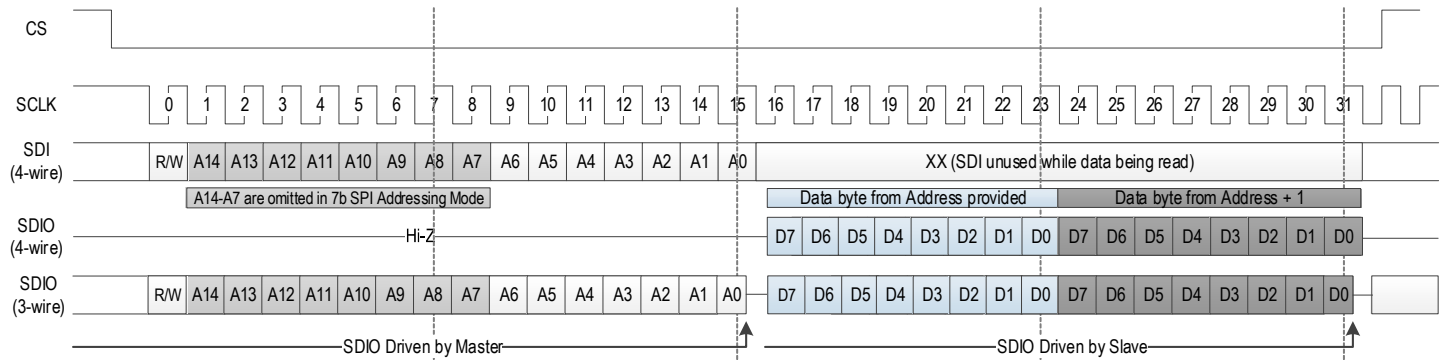 CS
SCLK 0 1 2 3 4 5 6 7 8 9 10 11 12 13 14 15 16 17 18 19 20 21 22 23 24 25 26 27 28 29 30 31
SDI
(4-wire)
R/W A14 A13 A12 A11 A10 A9 A8 A7 A6 A5 A4 A3 A2 A1 A0 XX (SDI unused while data being read)
A14-A7 are omitted in 7b SPI Addressing Mode Data byte from Address provided Data byte from Address + 1
SDIO
(4-wire)
Hi-Z D7 D6 D5 D4 D3 D2 D1 D0 D7 D6 D5 D4 D3 D2 D1 D0
SDIO
(3-wire)
R/W A14 A13 A12 A11 A10 A9 A8 A7 A6 A5 A4 A3 A2 A1 A0 D7 D6 D5 D4 D3 D2 D1 D0 D7 D6 D5 D4 D3 D2 D1 D0
SDIO Driven by Master SDIO Driven by Slave